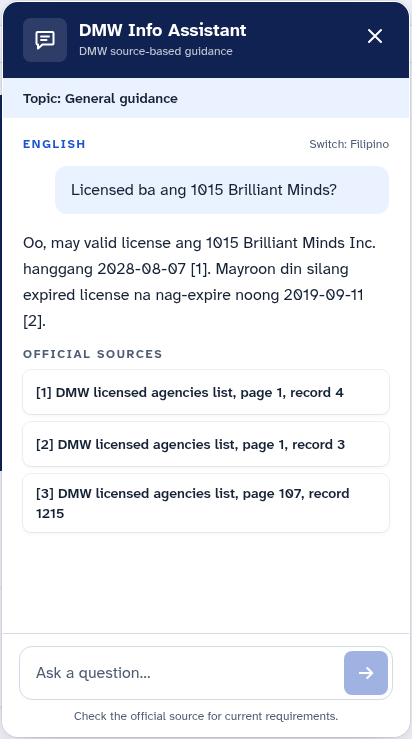 DMW Info Assistant
DMW source-based guidance
Topic: General guidance
ENGLISH
Switch: Filipino
Licensed ba ang 1015 Brilliant Minds?
Oo, may valid license ang 1015 Brilliant Minds Inc.
hanggang 2028-08-07 [1]. Mayroon din silang
expired license na nag-expire noong 2019-09-11
[2].
OFFICIAL SOURCES
[1] DMW licensed agencies list, page 1, record 4
[2] DMW licensed agencies list, page 1, record 3
[3] DMW licensed agencies list, page 107, record
1215
Ask a question...
Check the official source for current requirements.